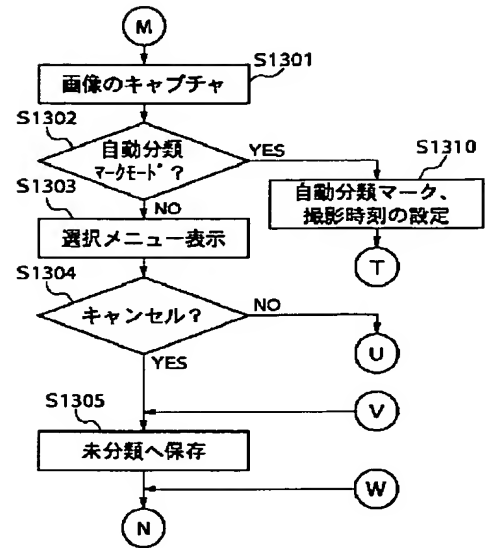 M
S1301
画像のキャプチャ
S1302
自動分類
マークモード?
YES
S1310
自動分類マーク、
撮影時刻の設定
T
S1303
NO
選択メニュー表示
S1304
キャンセル?
NO
U
YES
V
S1305
未分類へ保存
W
N